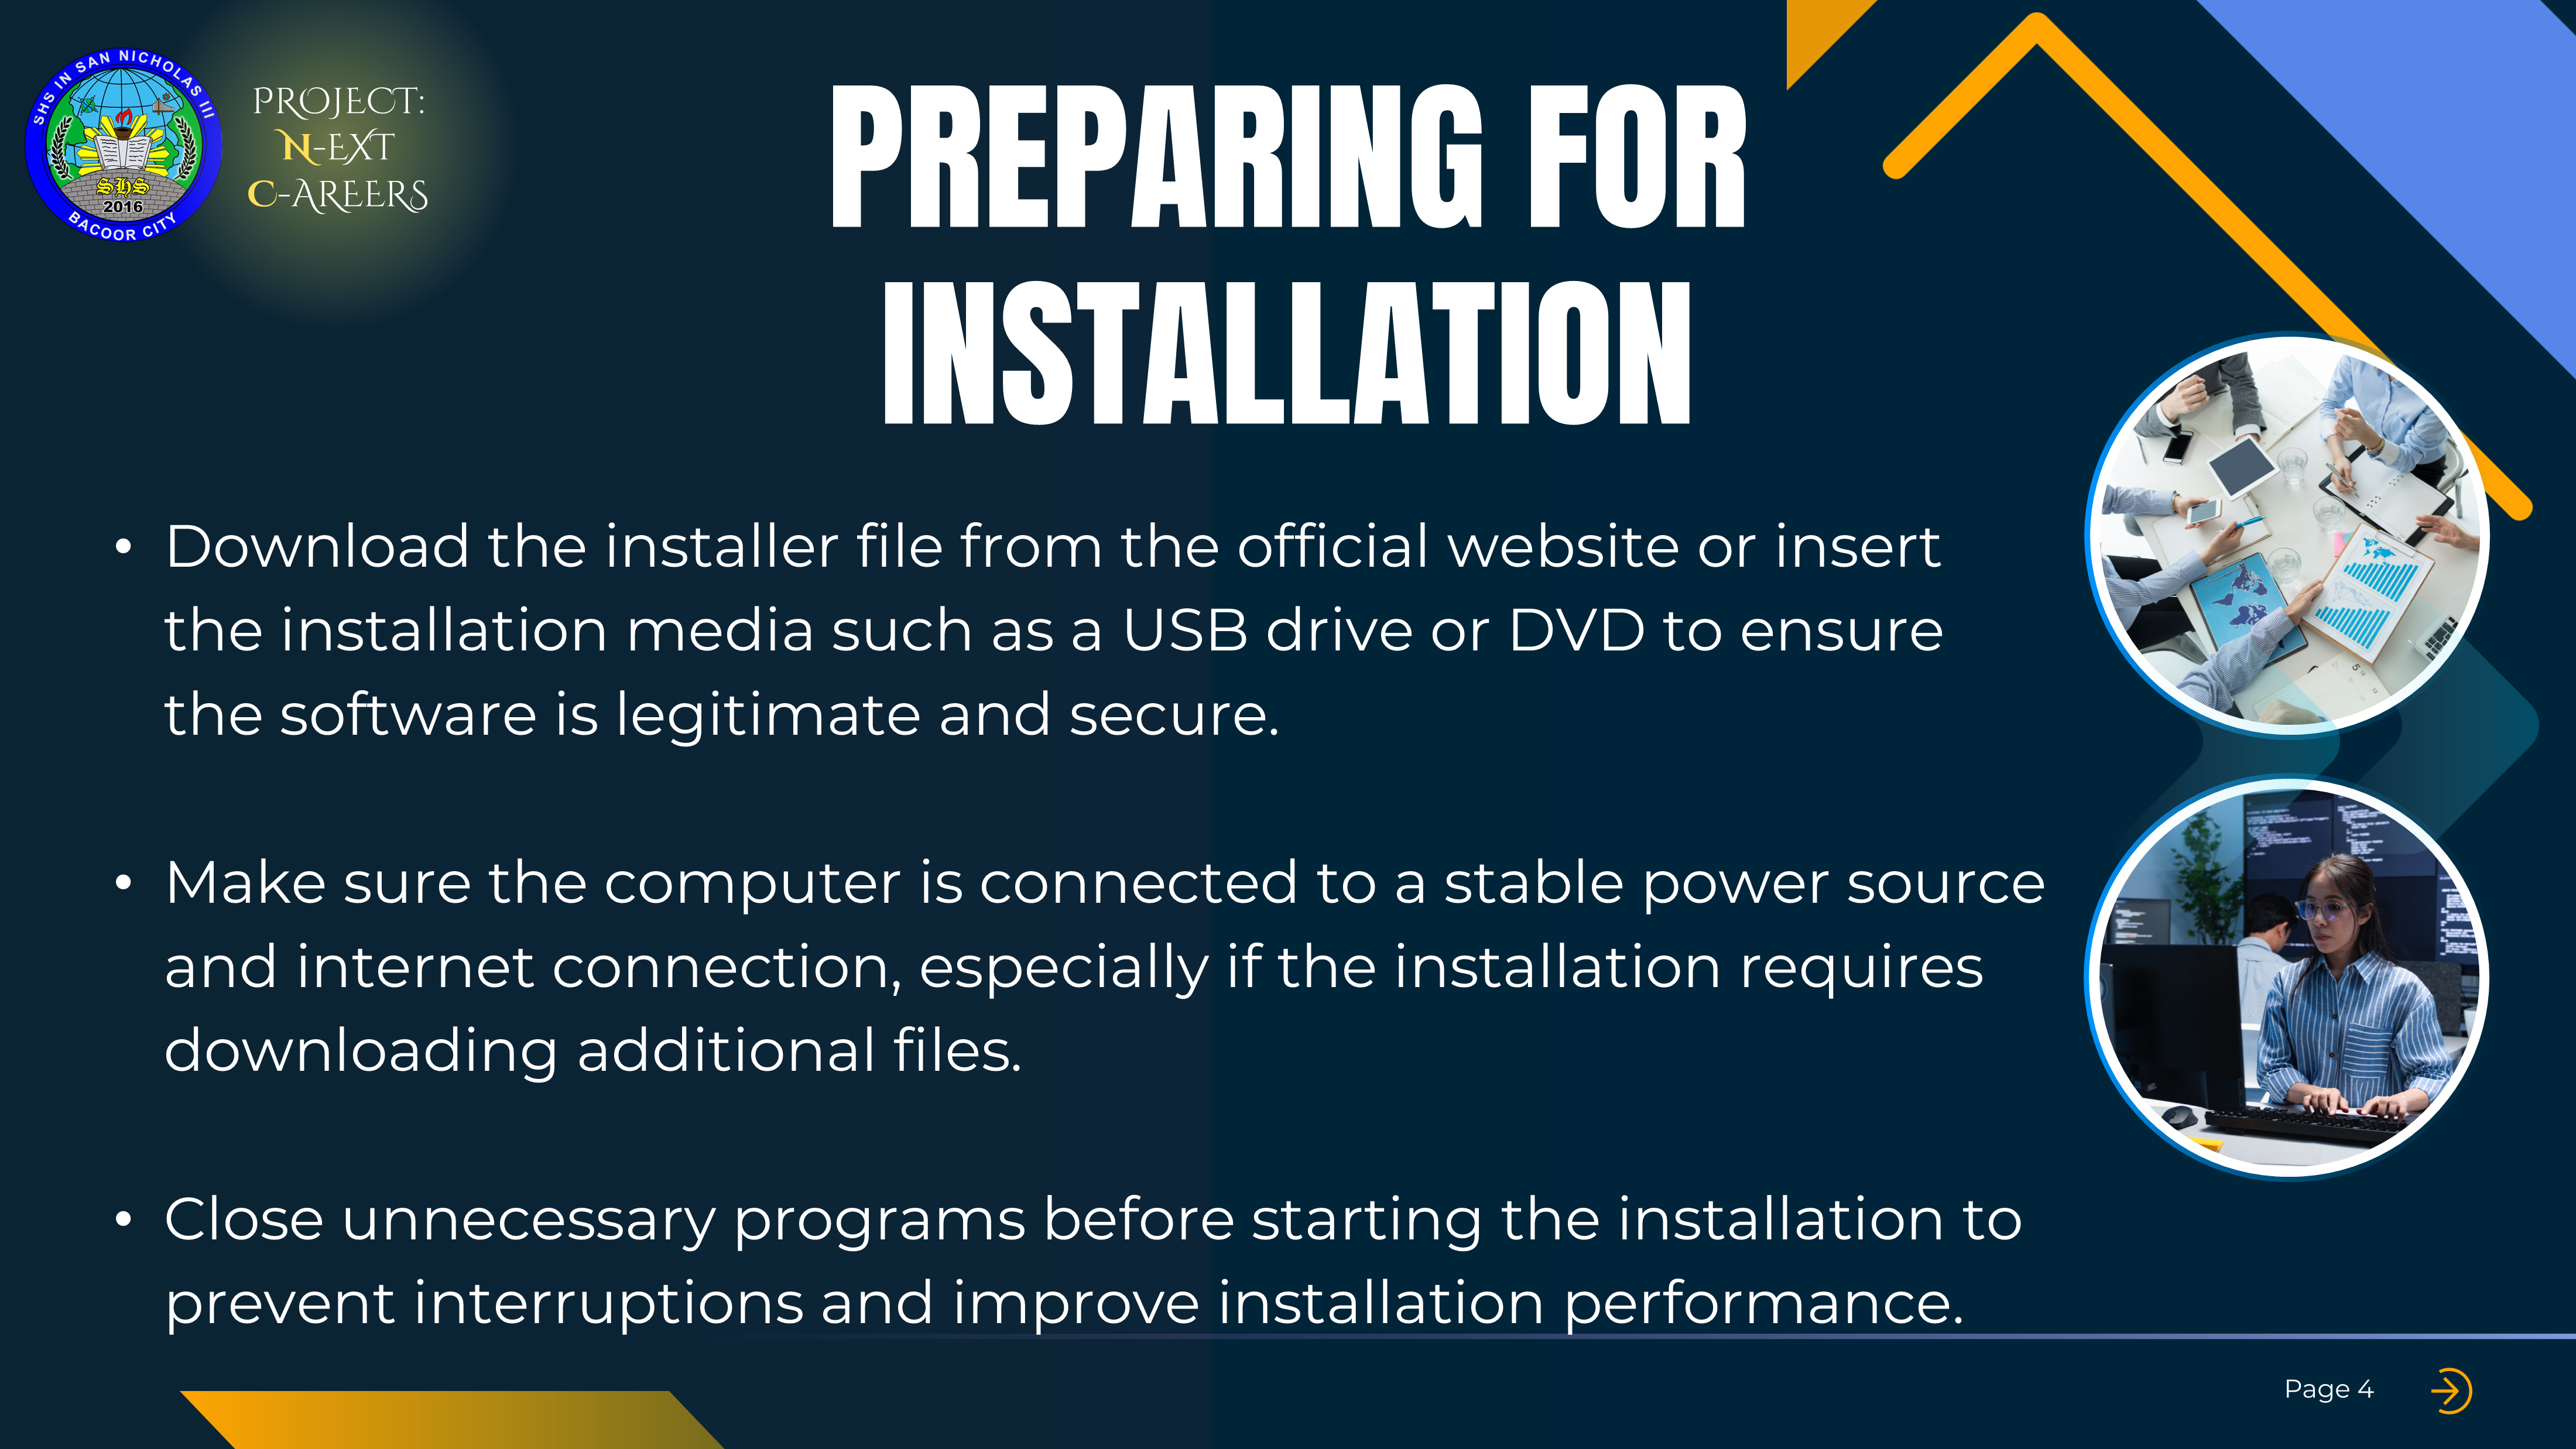 SHS IN SAN NICHOLAS III
SHS
2016
BACOOR CITY
PROJECT:
N-EXT
C-AREERS
PREPARING FOR
INSTALLATION
• Download the installer file from the official website or insert
the installation media such as a USB drive or DVD to ensure
the software is legitimate and secure.
• Make sure the computer is connected to a stable power source
and internet connection, especially if the installation requires
downloading additional files.
• Close unnecessary programs before starting the installation to
prevent interruptions and improve installation performance.
Page 4